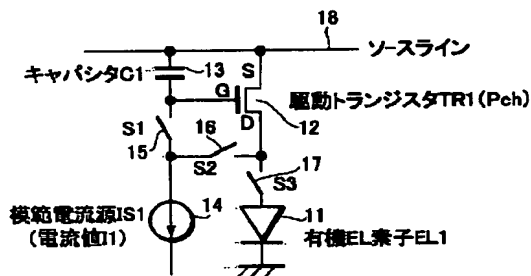 18
ソースライン
キャパシタC1
13
S
G
D
駆動トランジスタTR1(Pch)
12
S1
15
16
S2
17
S3
模範電流源IS1
(電流値I1)
14
11
有機EL素子EL1